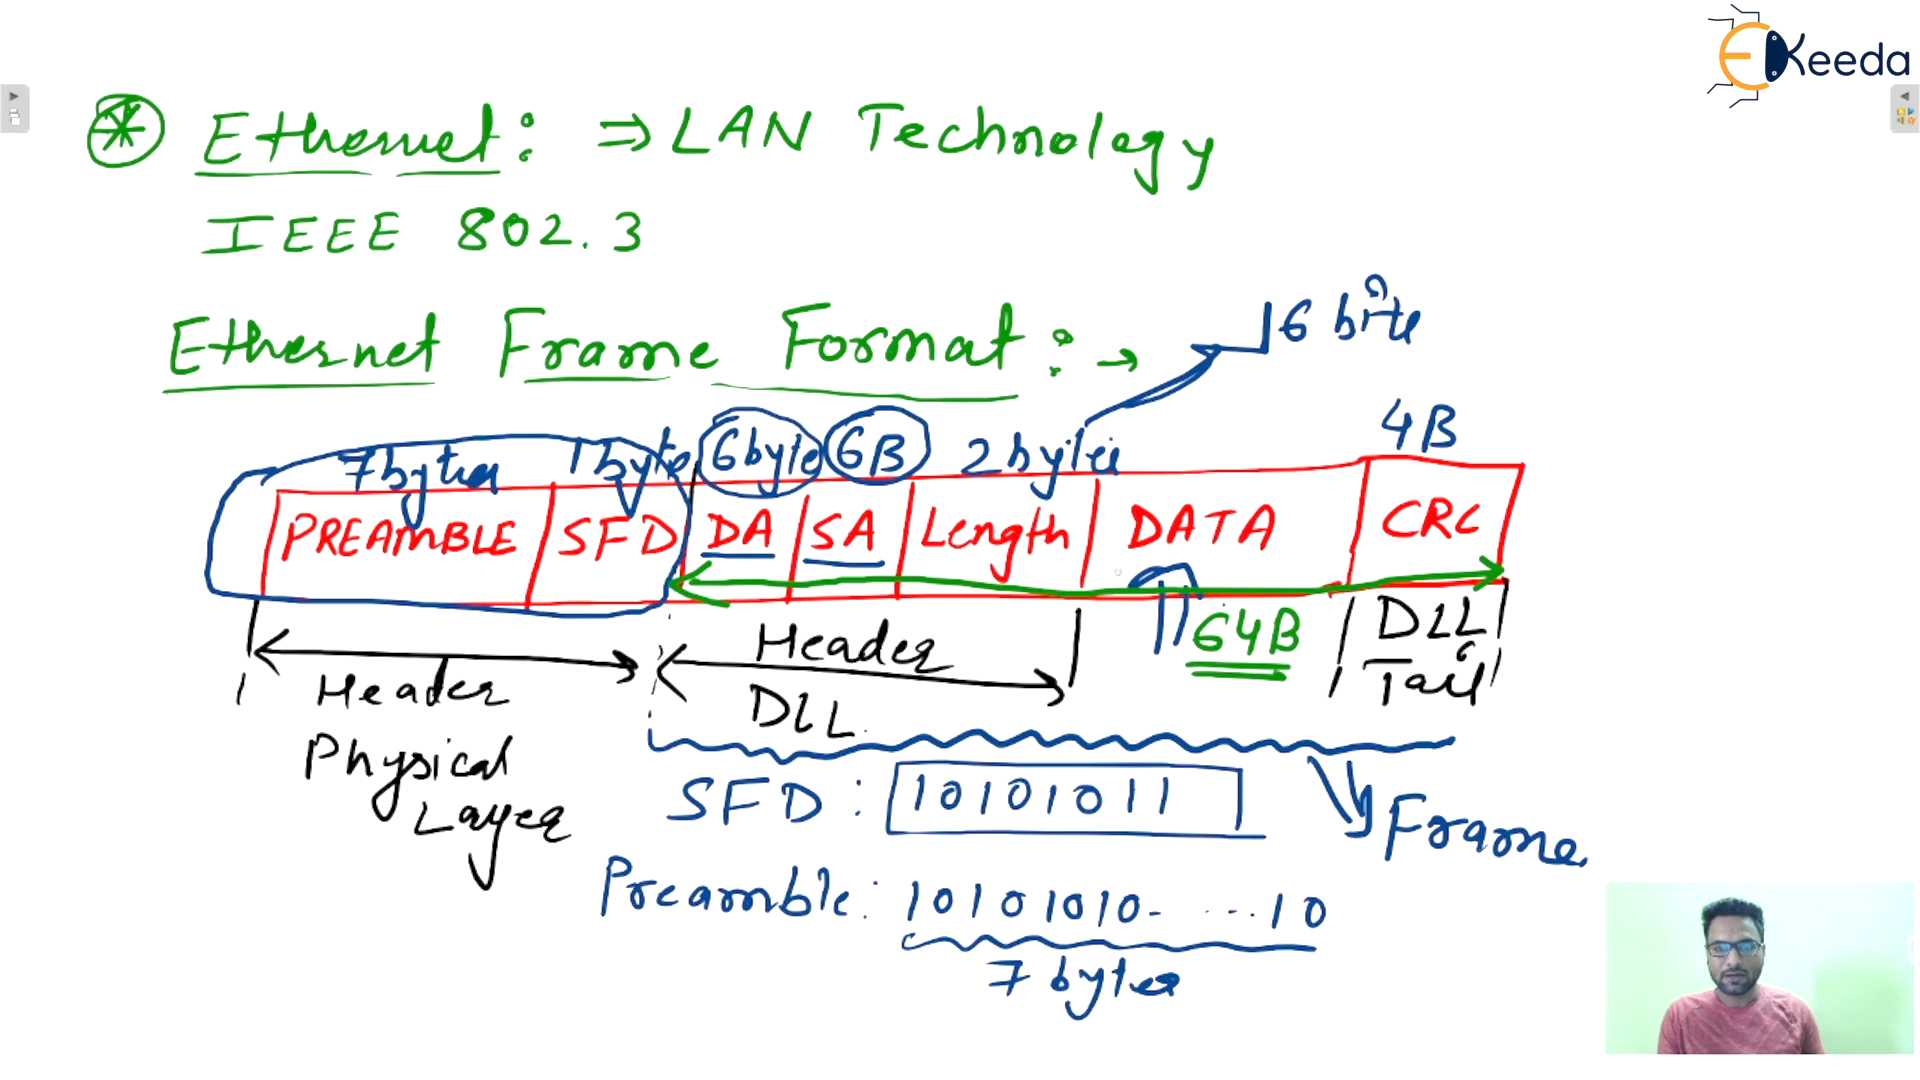 EKeeda
* Ethernet: ⇒ LAN Technology
IEEE 802.3
Ethernet Frame Format: →
16 bits
7 bytes 1 byte 6 byte 6B 2 bytes 4B
PREAMBLE SFD DA SA Length DATA CRC
64B
Header
DLL
Header
Physical
Layer
DLL
Tail
SFD : 10101011
Frame
Preamble: 10101010- ....10
7 bytes